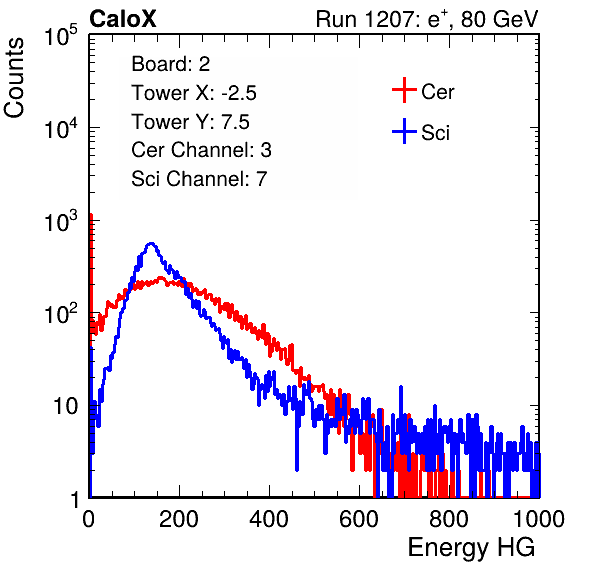 CaloX Run 1207: e⁺, 80 GeV
Counts
10⁵
10⁴
10³
10²
10
1
Board: 2
Tower X: -2.5
Tower Y: 7.5
Cer Channel: 3
Sci Channel: 7
Cer
Sci
0 200 400 600 800 1000
Energy HG